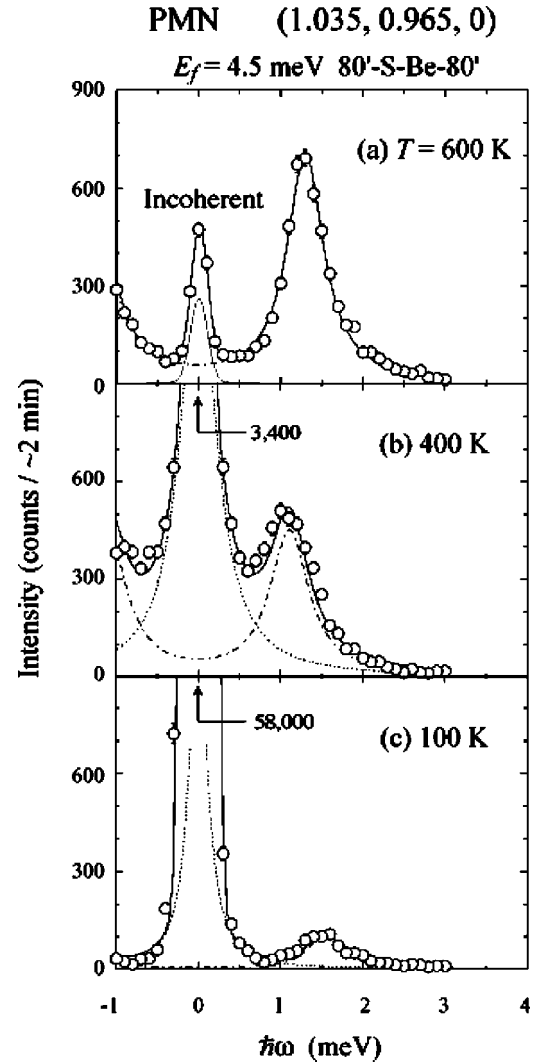 PMN (1.035, 0.965, 0)
E_f = 4.5 meV 80'-S-Be-80'
900
(a) T = 600 K
600
Incoherent
300
0
3,400
(b) 400 K
600
300
0
58,000
(c) 100 K
600
300
0
-1 0 1 2 3 4
ħω (meV)
Intensity (counts / ~2 min)